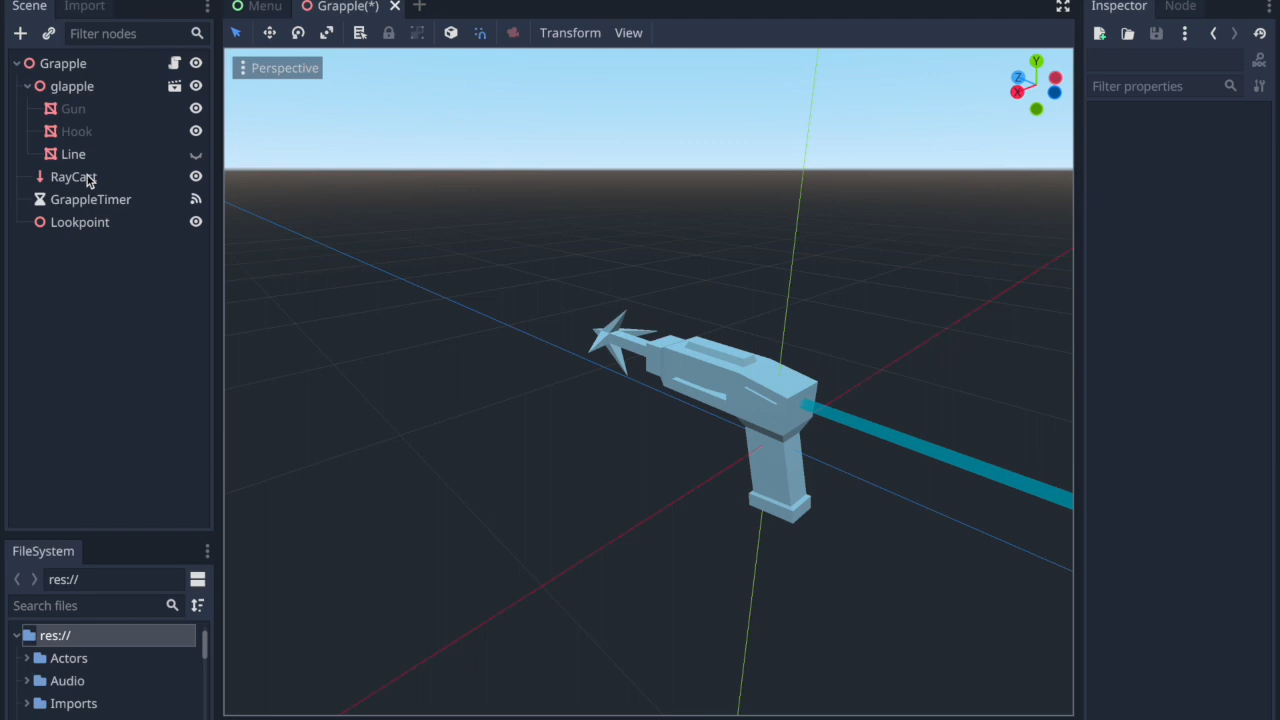 Scene Import
Filter nodes
Grapple
glapple
Gun
Hook
Line
RayCast
GrappleTimer
Lookpoint
FileSystem
res://
Search files
res://
Actors
Audio
Imports
Menu Grapple(*)
Transform View
Perspective
Y
Z
X
Inspector Node
Filter properties